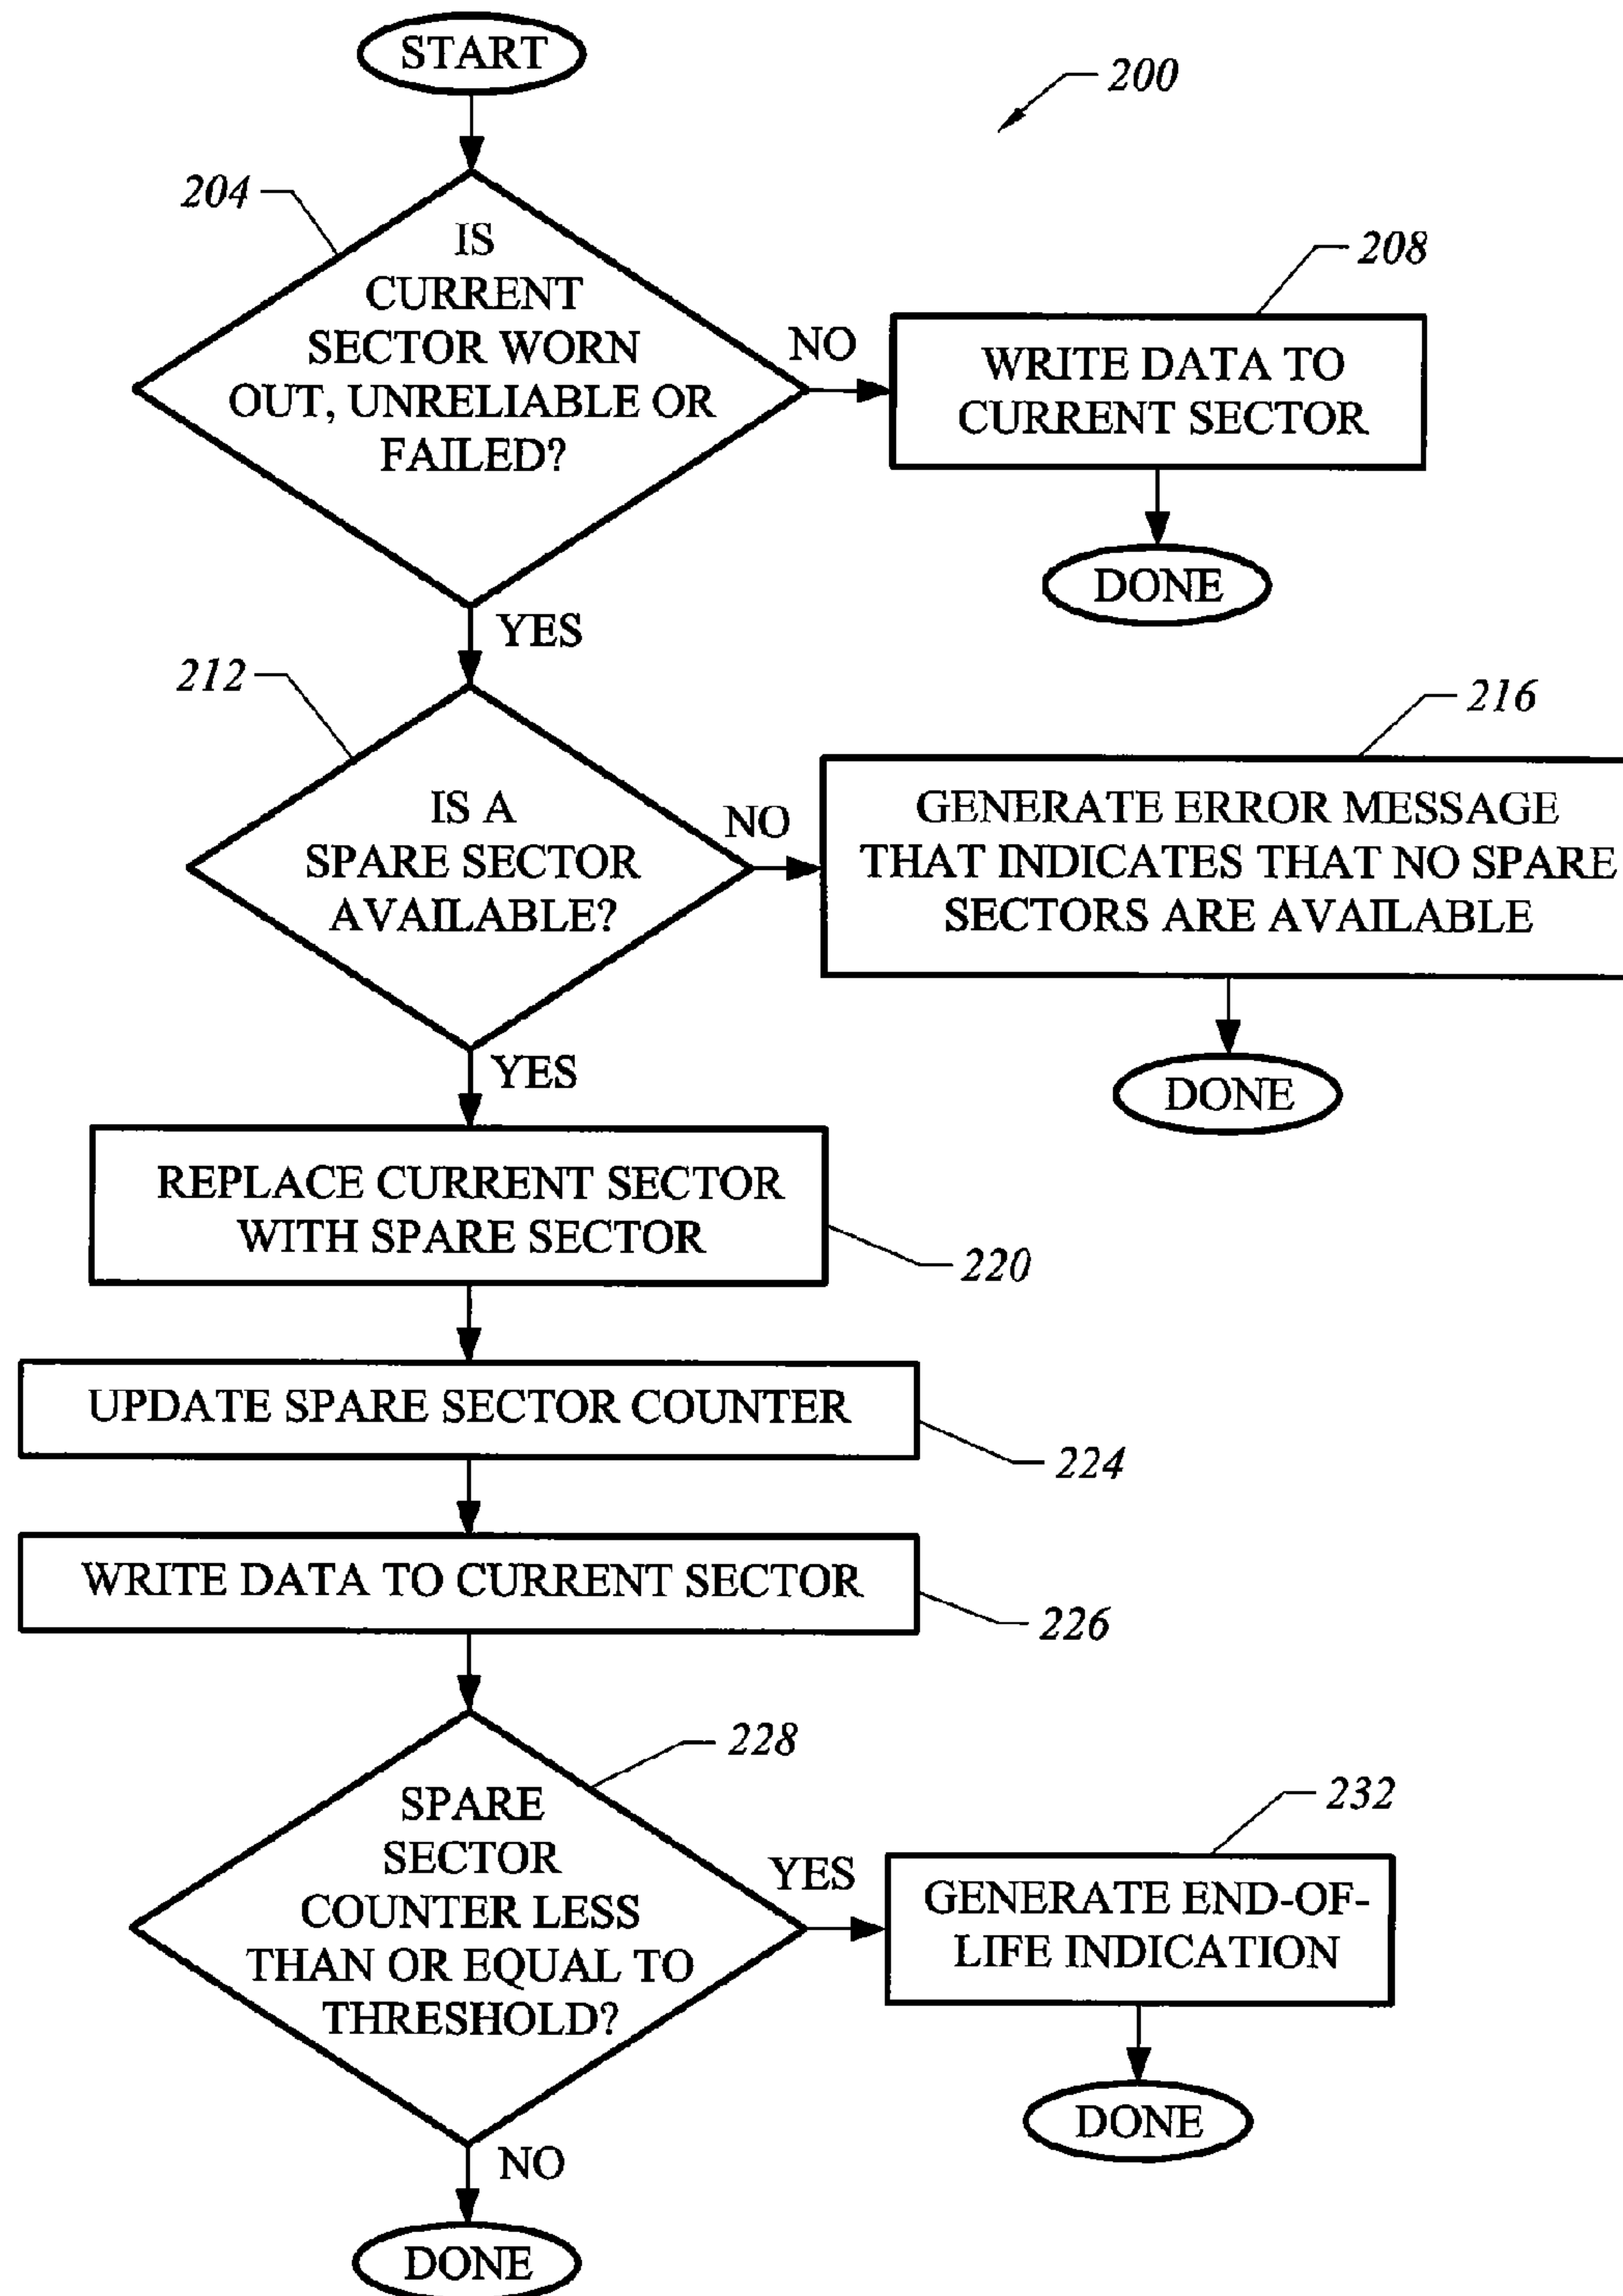 START
200
204
IS
CURRENT
SECTOR WORN
OUT, UNRELIABLE OR
FAILED?
NO
208
WRITE DATA TO
CURRENT SECTOR
DONE
YES
212
IS A
SPARE SECTOR
AVAILABLE?
NO
216
GENERATE ERROR MESSAGE
THAT INDICATES THAT NO SPARE
SECTORS ARE AVAILABLE
DONE
YES
REPLACE CURRENT SECTOR
WITH SPARE SECTOR
220
UPDATE SPARE SECTOR COUNTER
224
WRITE DATA TO CURRENT SECTOR
226
228
SPARE
SECTOR
COUNTER LESS
THAN OR EQUAL TO
THRESHOLD?
YES
232
GENERATE END-OF-
LIFE INDICATION
DONE
NO
DONE